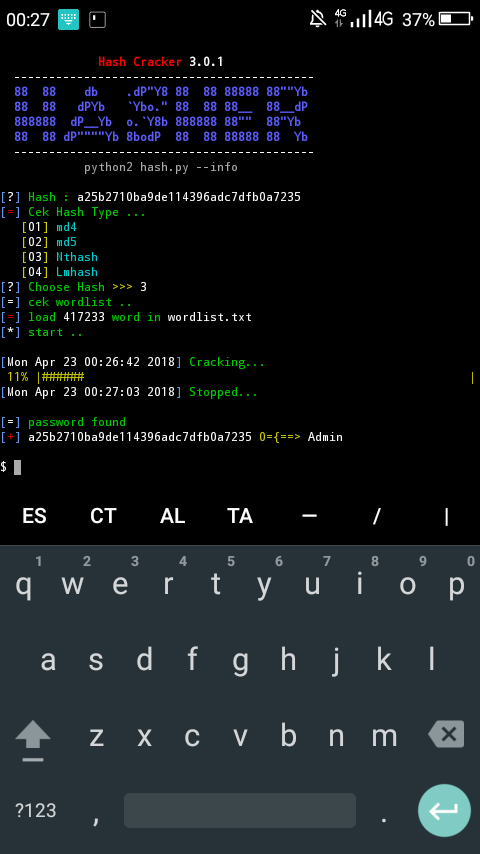 00:27 4G 4G 37%
Hash Cracker 3.0.1
--------------------------------------------
88  88    db    .dP"Y8 88  88 88888 88""Yb
88  88   dPYb   `Ybo." 88  88 88__  88__dP
888888  dP__Yb  o.`Y8b 888888 88""  88"Yb
88  88 dP""""Yb 8bodP  88  88 88888 88  Yb
--------------------------------------------
python2 hash.py --info
[?] Hash : a25b2710ba9de114396adc7dfb0a7235
[=] Cek Hash Type ...
[01] md4
[02] md5
[03] Nthash
[04] Lmhash
[?] Choose Hash >>> 3
[=] cek wordlist ..
[=] load 417233 word in wordlist.txt
[*] start ..
[Mon Apr 23 00:26:42 2018] Cracking...
11% |###### |
[Mon Apr 23 00:27:03 2018] Stopped...
[=] password found
[+] a25b2710ba9de114396adc7dfb0a7235 0={==> Admin
$
ES CT AL TA — / |
1 2 3 4 5 6 7 8 9 0
q w e r t y u i o p
a s d f g h j k l
z x c v b n m
?123 , .